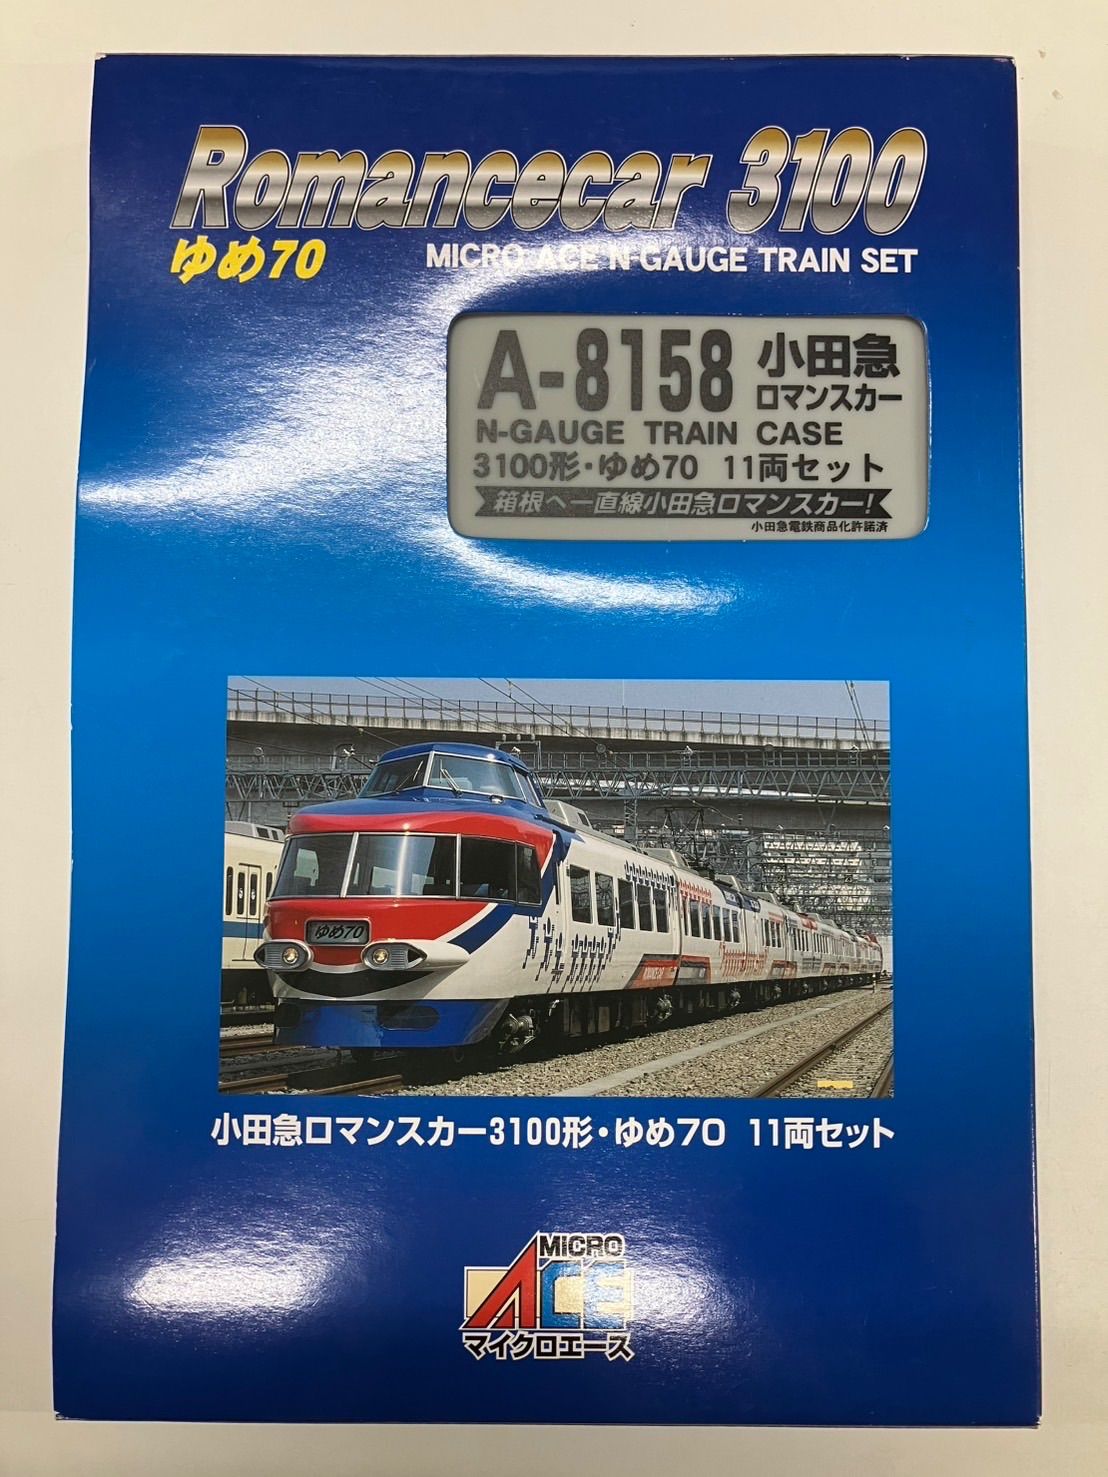 Romancecar 3100
ゆめ70
MICRO ACE N-GAUGE TRAIN SET
A-8158 小田急
ロマンスカー
N-GAUGE TRAIN CASE
3100形・ゆめ70 11両セット
箱根へ一直線小田急ロマンスカー!
小田急電鉄商品化許諾済
ゆめ70
小田急ロマンスカー3100形・ゆめ70 11両セット
MICRO
ACE
マイクロエース